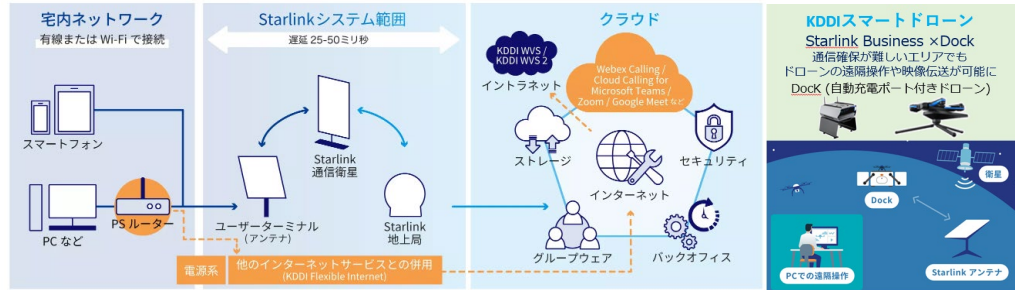 宅内ネットワーク
有線または Wi-Fi で接続
スマートフォン
PC など
PS ルーター
Starlinkシステム範囲
遅延 25-50ミリ秒
Starlink
通信衛星
ユーザーターミナル
(アンテナ)
Starlink
地上局
電源系
他のインターネットサービスとの併用
(KDDI Flexible Internet)
クラウド
KDDI WVS /
KDDI WVS 2
イントラネット
Webex Calling /
Cloud Calling for
Microsoft Teams /
Zoom / Google Meet など
ストレージ
セキュリティ
インターネット
グループウェア
バックオフィス
KDDIスマートドローン
Starlink Business ×Dock
通信確保が難しいエリアでも
ドローンの遠隔操作や映像伝送が可能に
DocK (自動充電ポート付きドローン)
衛星
Dock
PCでの遠隔操作
Starlink アンテナ